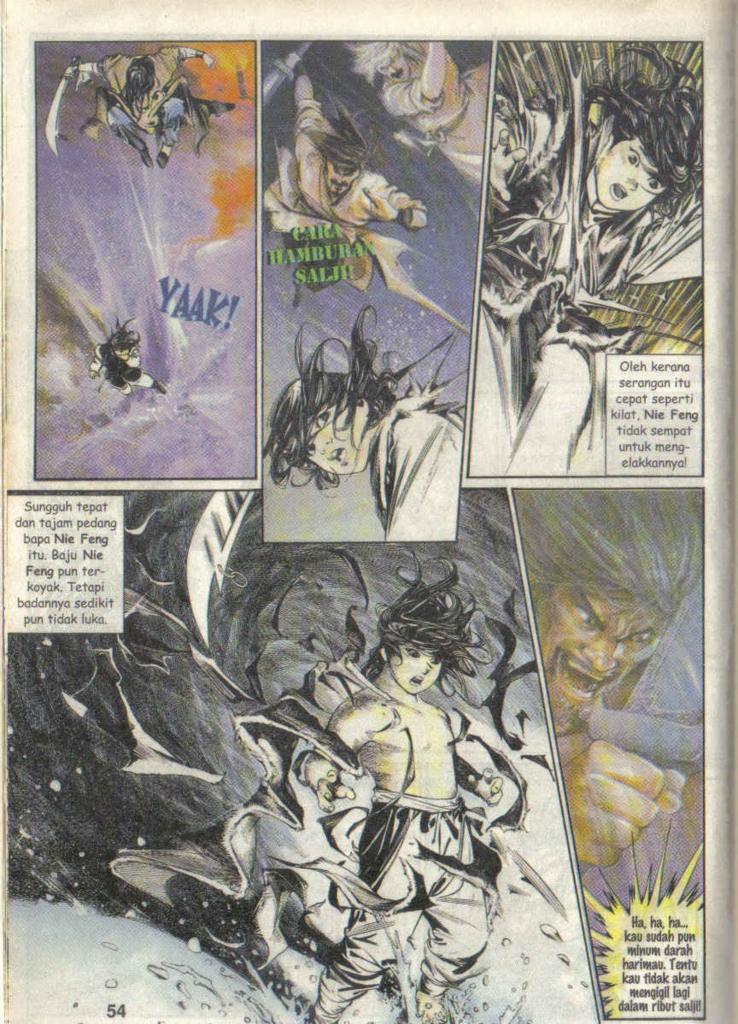 YAAK!
CARA
HAMBURAN
SALJI!
Oleh kerana
serangan itu
cepat seperti
kilat, Nie Feng
tidak sempat
untuk meng-
elakkannya!
Sungguh tepat
dan tajam pedang
bapa Nie Feng
itu. Baju Nie
Feng pun ter-
koyak. Tetapi
badannya sedikit
pun tidak luka.
Ha, ha, ha...
kau sudah pun
minum darah
harimau. Tentu
kau tidak akan
mengigil lagi
dalam ribut salji!
54